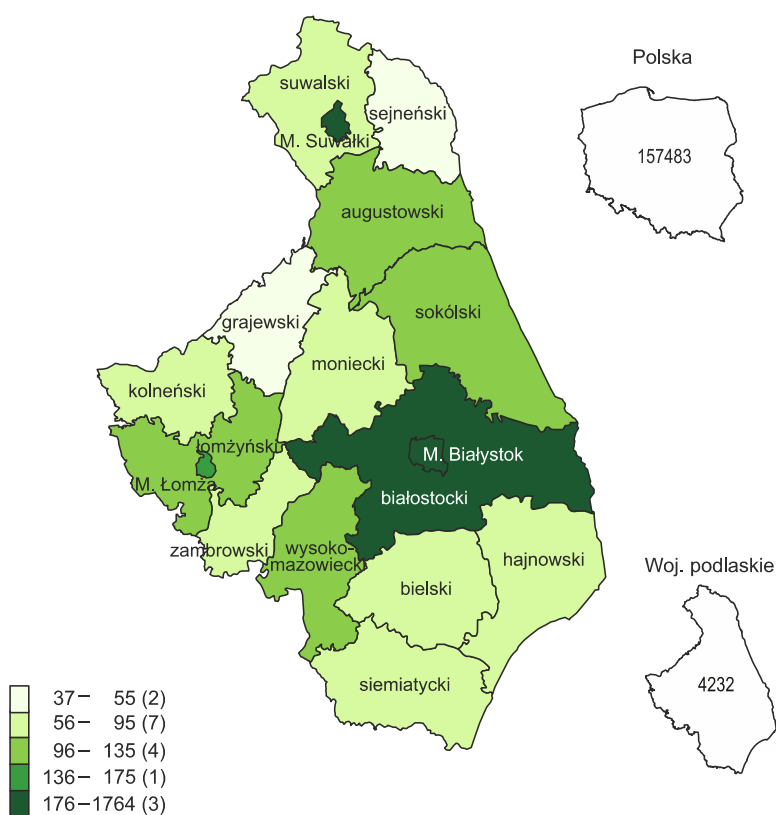 Polska
157483
suwalski
sejneński
M. Suwałki
augustowski
sokólski
grajewski
moniecki
kolneński
łomżyński
M. Łomża
M. Białystok
białostocki
zambrowski
wysoko-
mazowiecki
hajnowski
bielski
siemiatycki
Woj. podlaskie
4232
37 – 55 (2)
56 – 95 (7)
96 – 135 (4)
136 – 175 (1)
176 – 1764 (3)